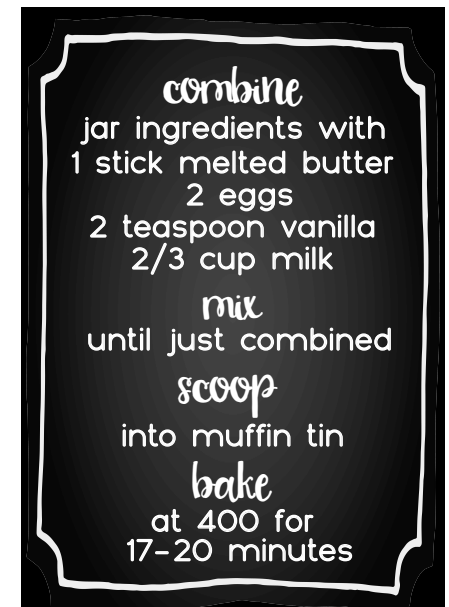 combine
jar ingredients with
1 stick melted butter
2 eggs
2 teaspoon vanilla
2/3 cup milk
mix
until just combined
scoop
into muffin tin
bake
at 400 for
17-20 minutes